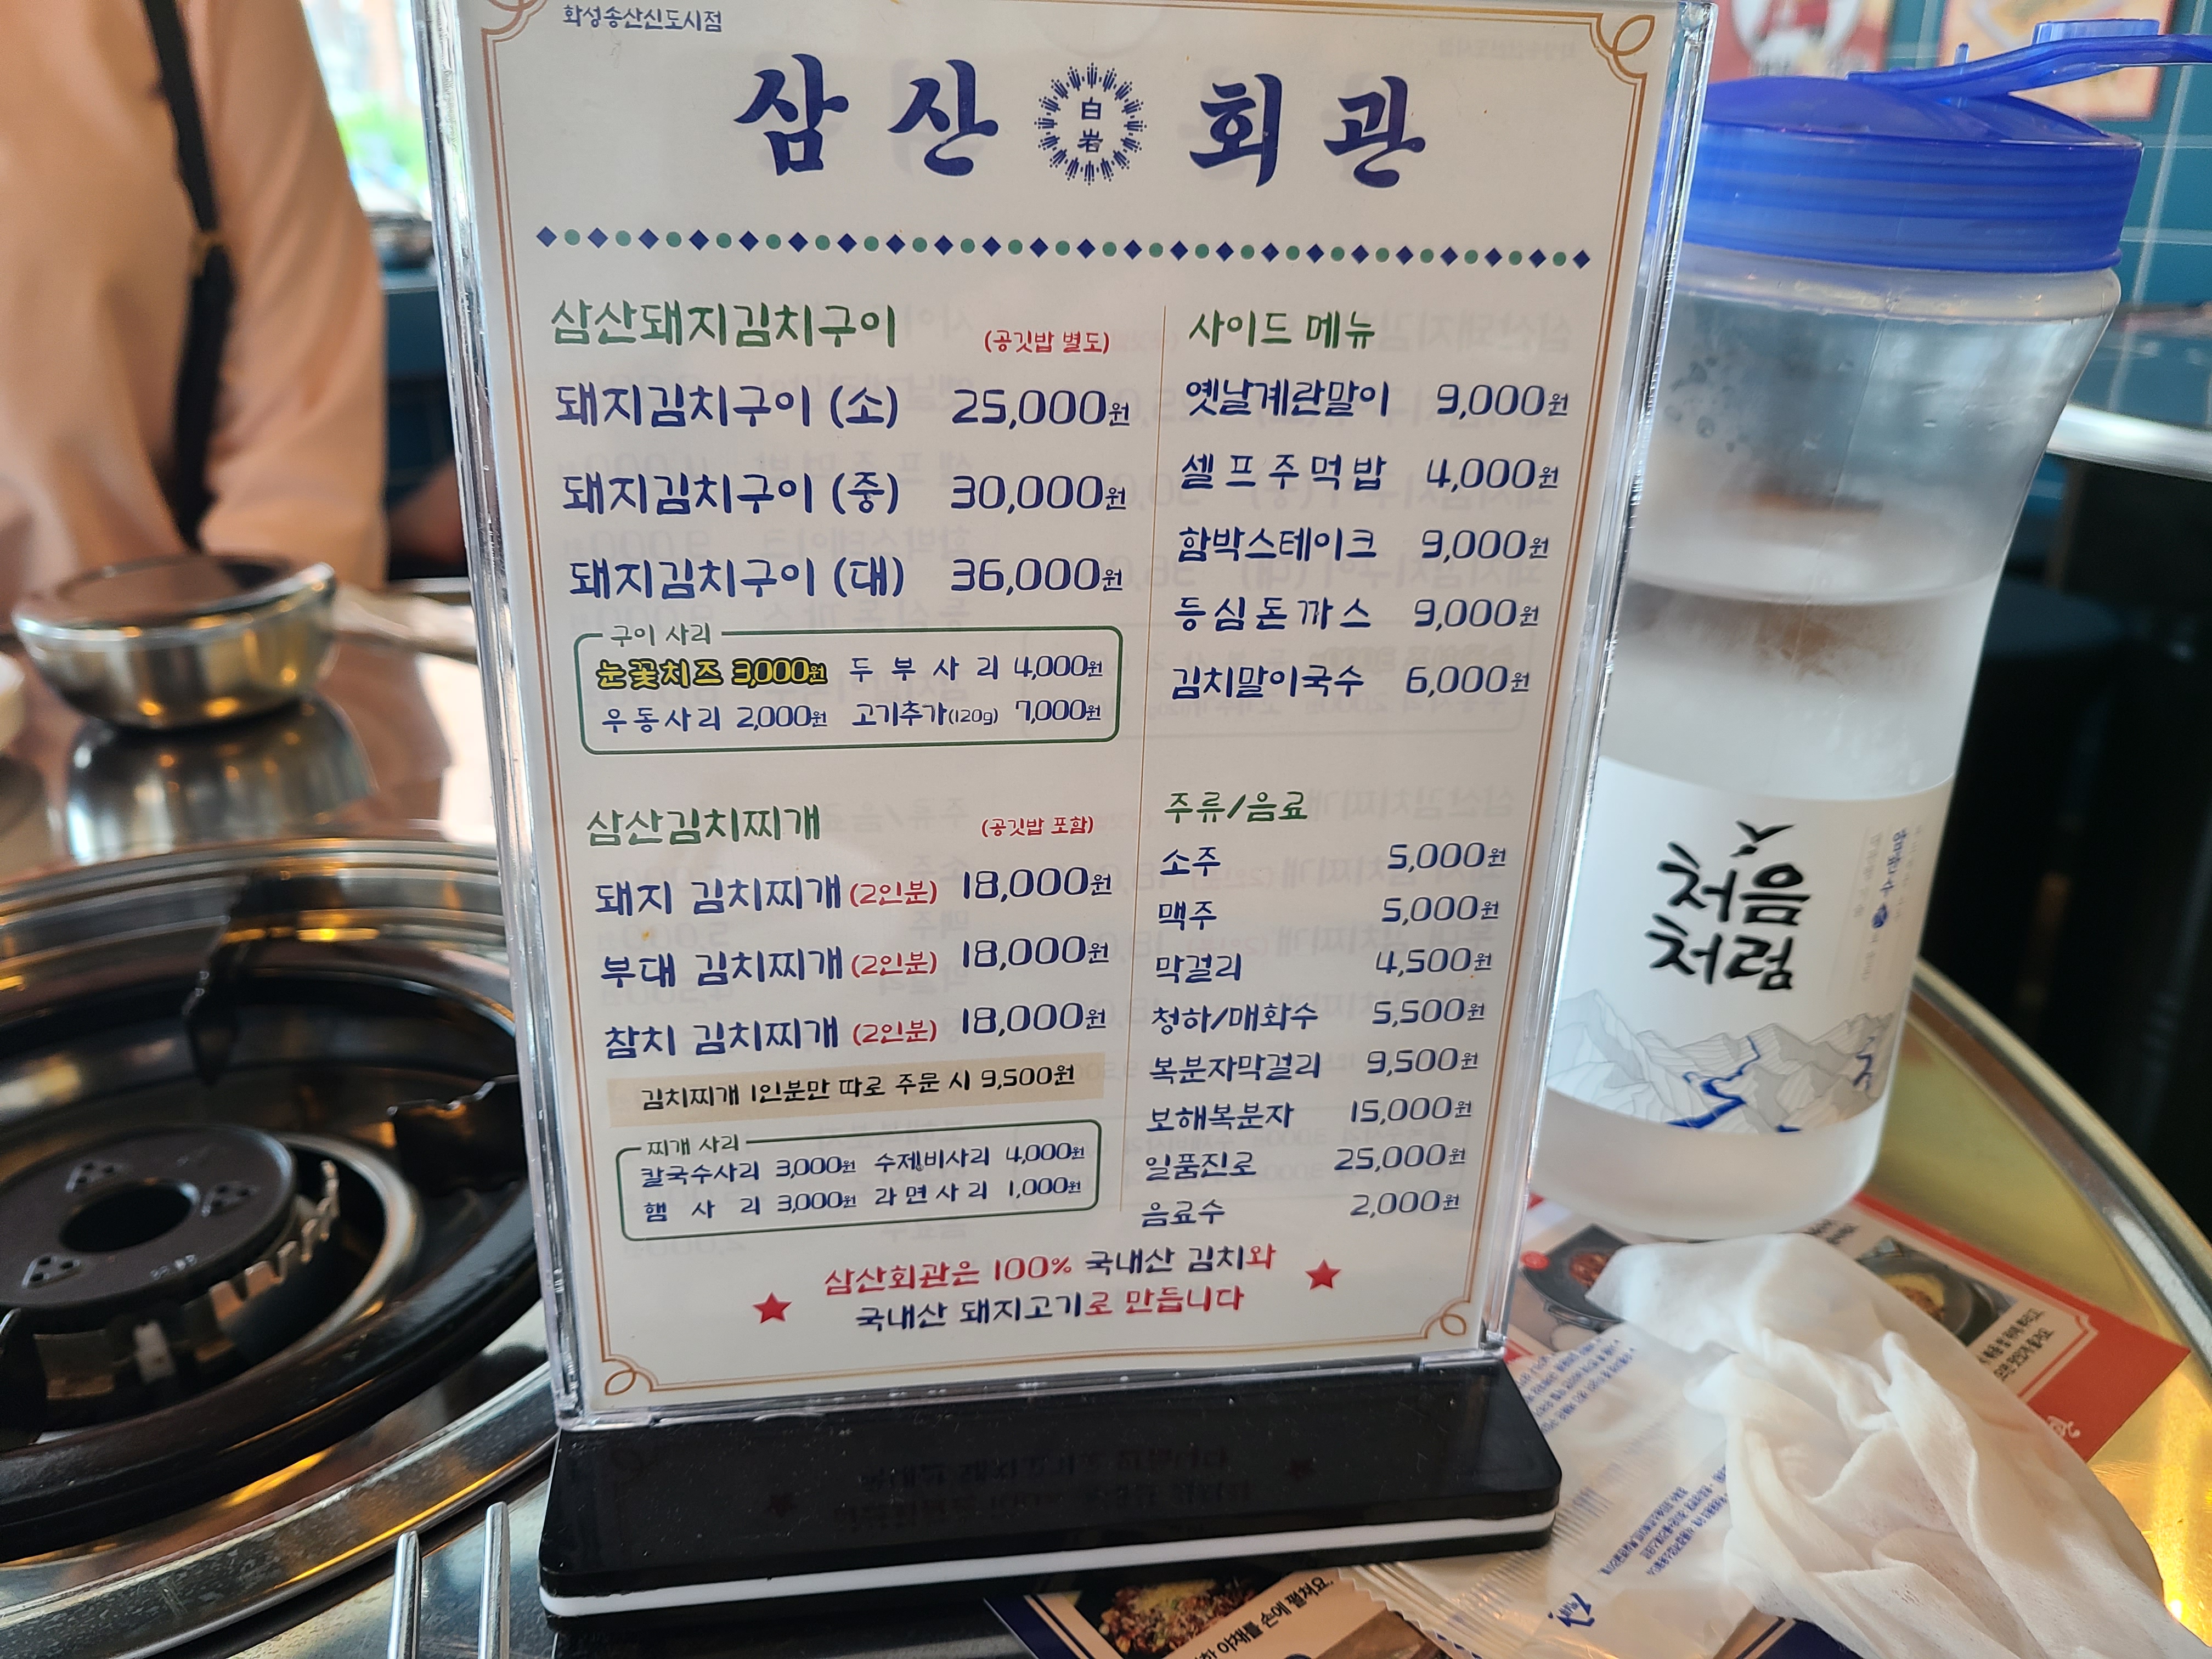 화성송산신도시점
삼산 白岩 회관
삼산돼지김치구이 (공깃밥 별도)
돼지김치구이 (소) 25,000원
돼지김치구이 (중) 30,000원
돼지김치구이 (대) 36,000원
구이 사리
눈꽃치즈 3,000원 두부사리 4,000원
우동사리 2,000원 고기추가(120g) 7,000원
삼산김치찌개 (공깃밥 포함)
돼지 김치찌개 (2인분) 18,000원
부대 김치찌개 (2인분) 18,000원
참치 김치찌개 (2인분) 18,000원
김치찌개 1인분만 따로 주문 시 9,500원
찌개 사리
칼국수사리 3,000원 수제비사리 4,000원
햄사리 3,000원 라면사리 1,000원
사이드 메뉴
옛날계란말이 9,000원
셀프주먹밥 4,000원
함박스테이크 9,000원
등심돈까스 9,000원
김치말이국수 6,000원
주류/음료
소주 5,000원
맥주 5,000원
막걸리 4,500원
청하/매화수 5,500원
복분자막걸리 9,500원
보해복분자 15,000원
일품진로 25,000원
음료수 2,000원
삼산회관은 100% 국내산 김치와
국내산 돼지고기로 만듭니다
처음
처럼
야채를 손에 펼쳐요.